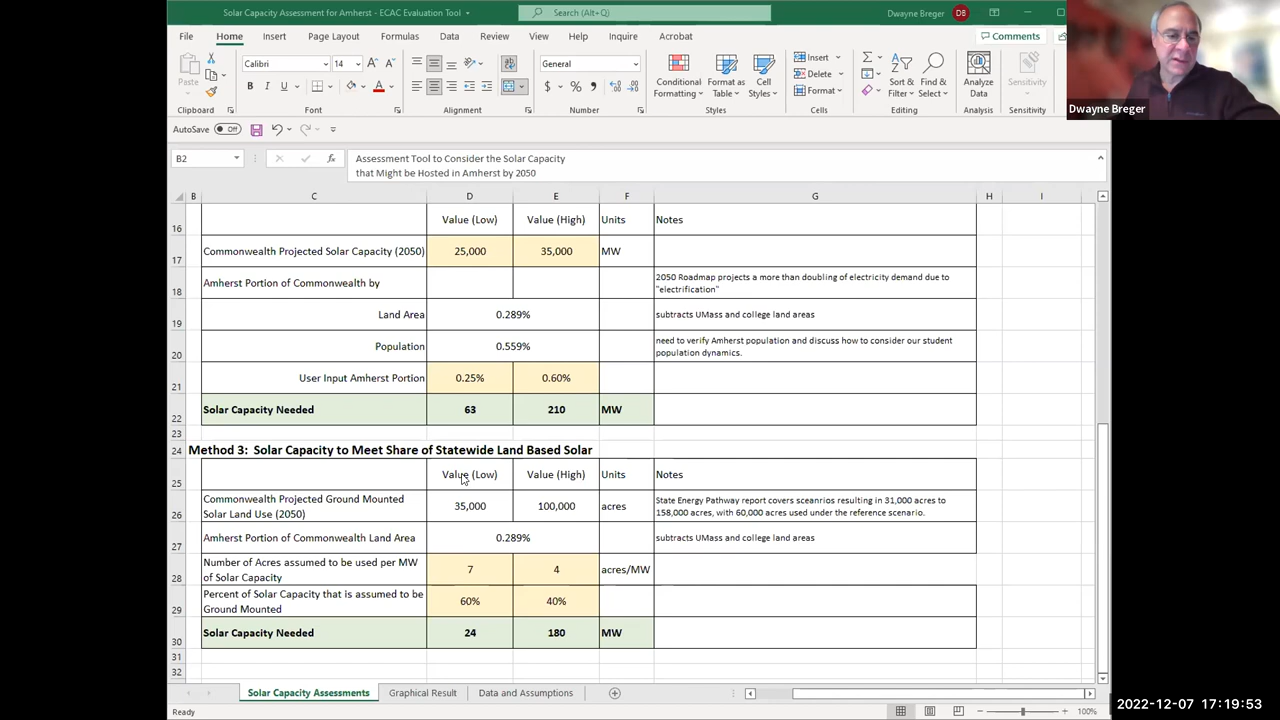 Solar Capacity Assessment for Amherst - ECAC Evaluation Tool
Search (Alt+Q)
Dwayne Breger
DB
File
Home
Insert
Page Layout
Formulas
Data
Review
View
Help
Inquire
Acrobat
Comments
Paste
Calibri
14
B
General
$
%
Conditional
Formatting
Format as
Table
Cell
Styles
Insert
Delete
Format
Sort &
Filter
Find &
Select
Analyze
Data
Sensitivity
Clipboard
Font
Alignment
Number
Styles
Cells
Editing
Analysis
Sensitivity
Dwayne Breger
AutoSave
Off
B2
fx
Assessment Tool to Consider the Solar Capacity
that Might be Hosted in Amherst by 2050
B C D E F G H I
16 Value (Low) Value (High) Units Notes
17 Commonwealth Projected Solar Capacity (2050) 25,000 35,000 MW
18 Amherst Portion of Commonwealth by
2050 Roadmap projects a more than doubling of electricity demand due to
"electrification"
19 Land Area 0.289% subtracts UMass and college land areas
20 Population 0.559%
need to verify Amherst population and discuss how to consider our student
population dynamics.
21 User Input Amherst Portion 0.25% 0.60%
22 Solar Capacity Needed 63 210 MW
23
24 Method 3: Solar Capacity to Meet Share of Statewide Land Based Solar
25 Value (Low) Value (High) Units Notes
26 Commonwealth Projected Ground Mounted
Solar Land Use (2050)
35,000 100,000 acres
State Energy Pathway report covers sceanrios resulting in 31,000 acres to
158,000 acres, with 60,000 acres used under the reference scenario.
27 Amherst Portion of Commonwealth Land Area 0.289% subtracts UMass and college land areas
28 Number of Acres assumed to be used per MW
of Solar Capacity
7 4 acres/MW
29 Percent of Solar Capacity that is assumed to be
Ground Mounted
60% 40%
30 Solar Capacity Needed 24 180 MW
31
32
Solar Capacity Assessments
Graphical Result
Data and Assumptions
Ready
100%
2022-12-07 17:19:53